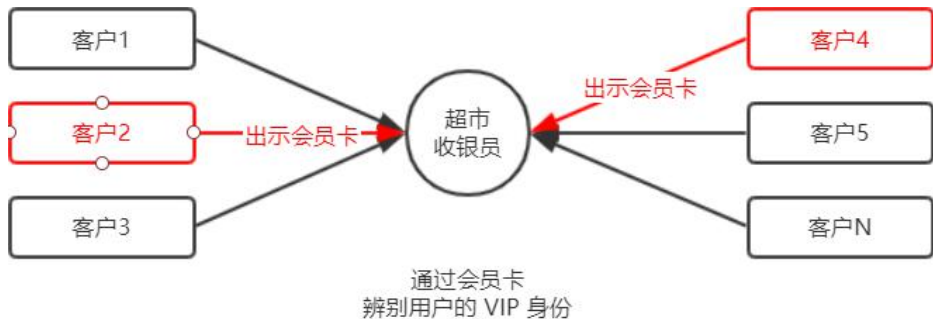 客户1
客户2
客户3
出示会员卡
超市
收银员
出示会员卡
客户4
客户5
客户N
通过会员卡
辨别用户的 VIP 身份